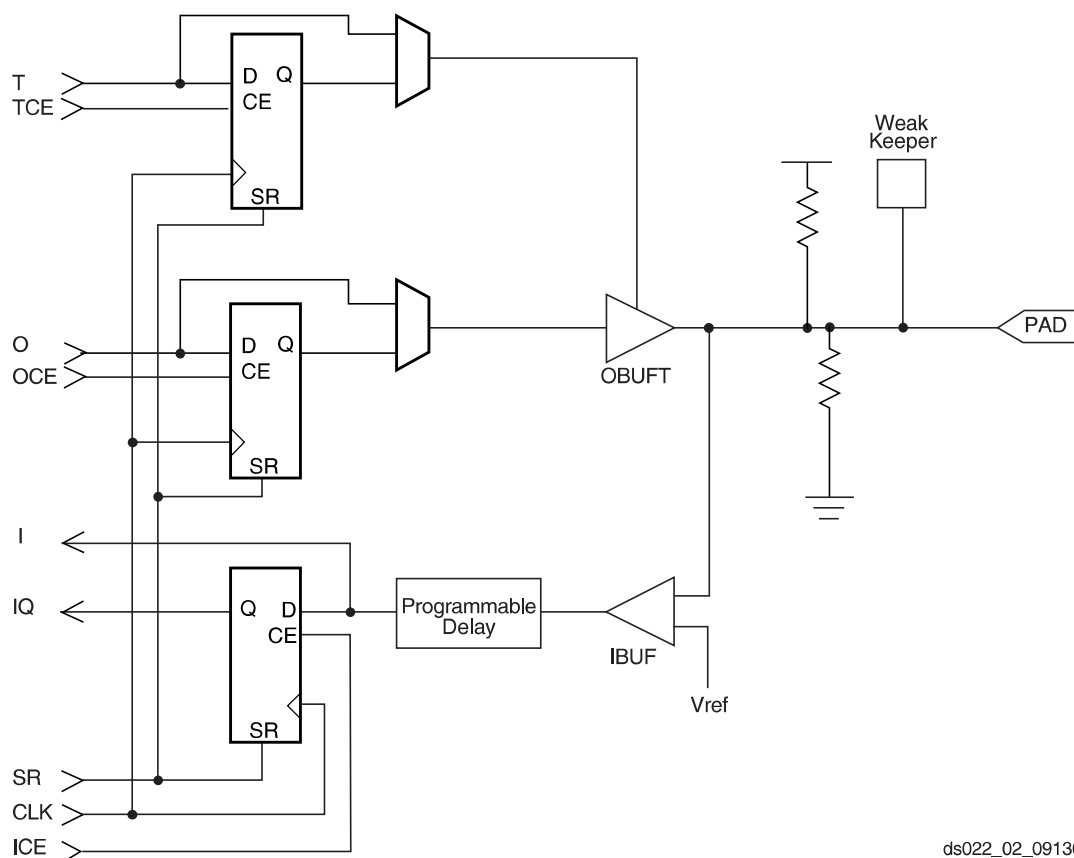 T
TCE
D Q
CE
SR
Weak
Keeper
O
OCE
D Q
CE
SR
OBUFT
PAD
I
IQ
Q D
CE
SR
Programmable
Delay
IBUF
Vref
SR
CLK
ICE
ds022_02_0913